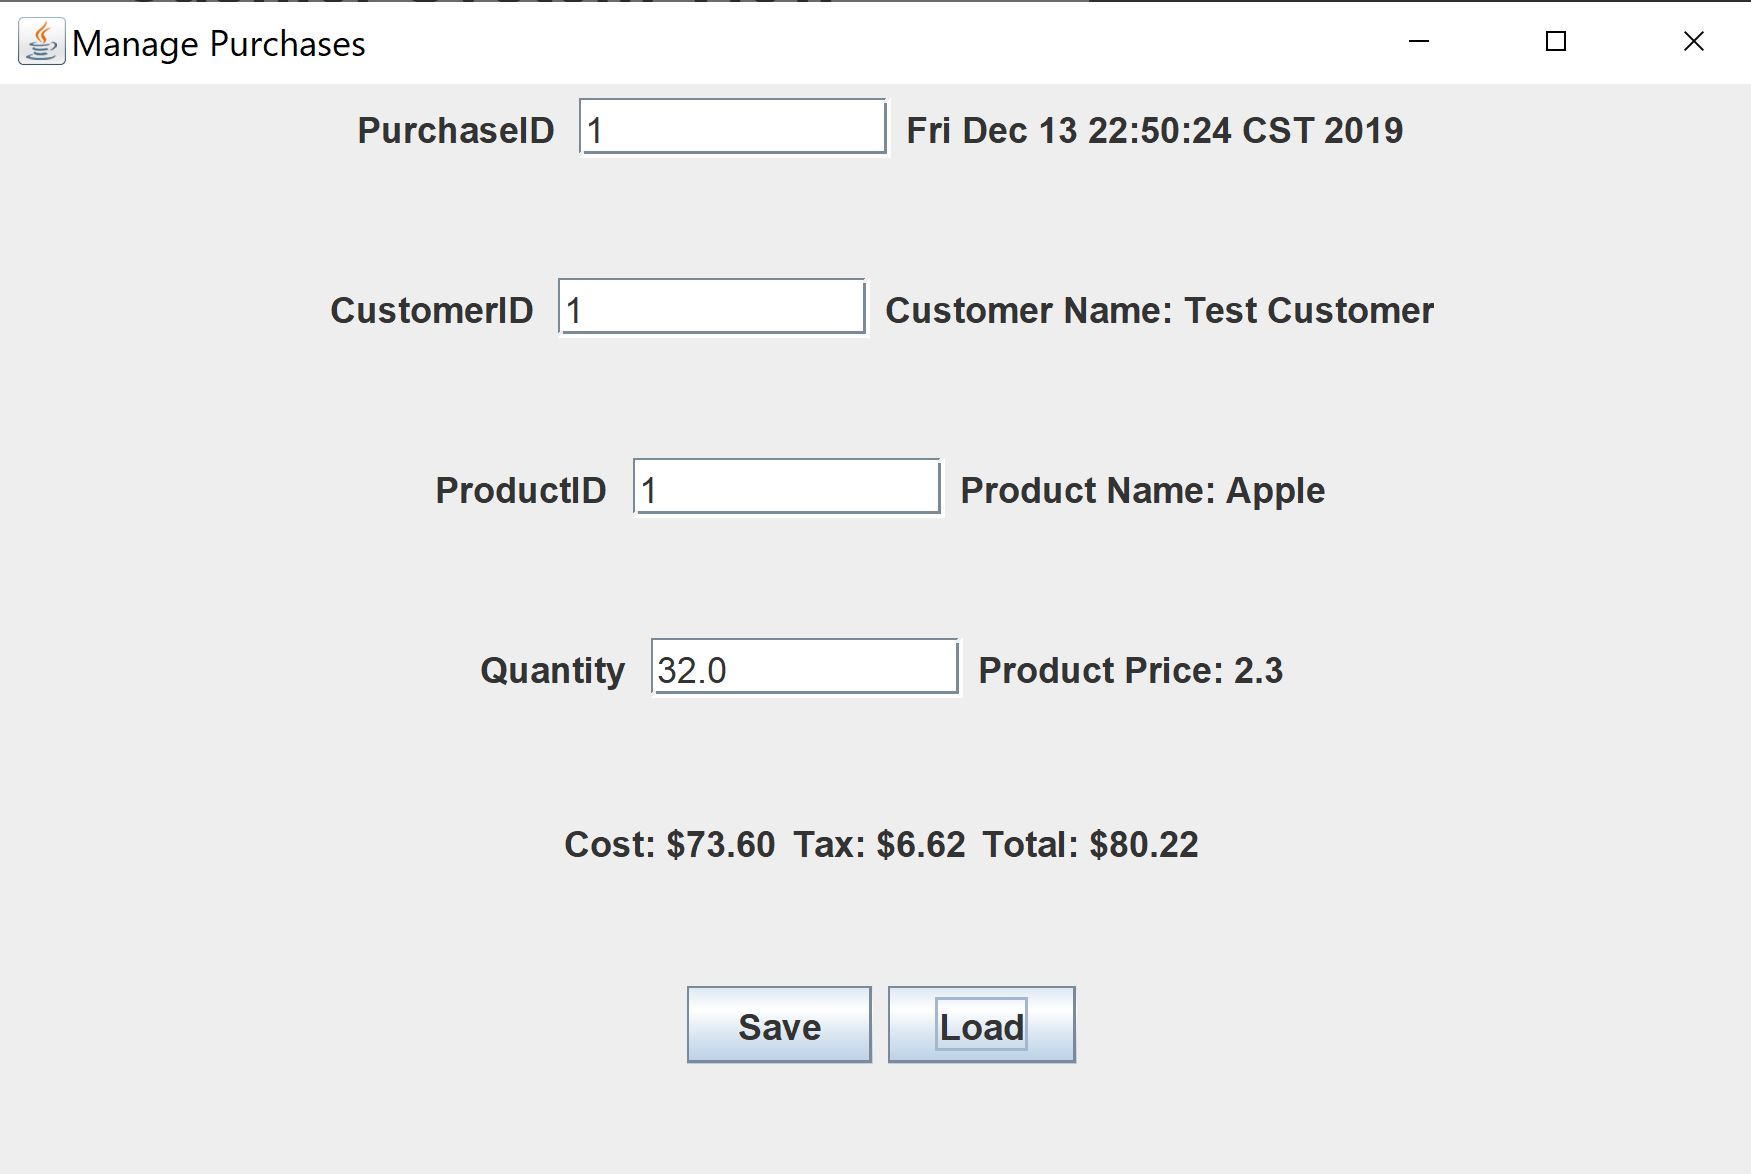 Manage Purchases
PurchaseID 1 Fri Dec 13 22:50:24 CST 2019
CustomerID 1 Customer Name: Test Customer
ProductID 1 Product Name: Apple
Quantity 32.0 Product Price: 2.3
Cost: $73.60 Tax: $6.62 Total: $80.22
Save Load